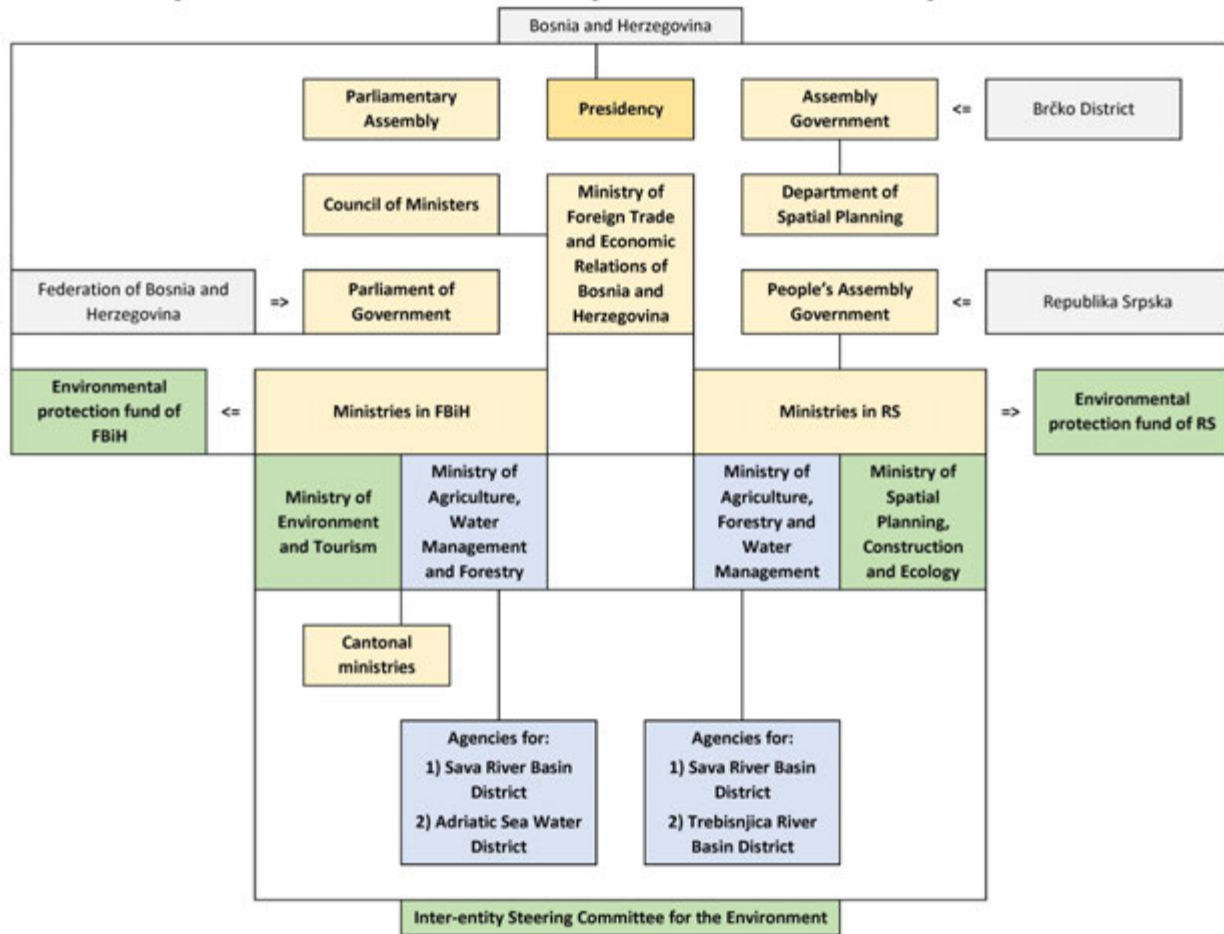 Bosnia and Herzegovina
Parliamentary
Assembly
Presidency
Assembly
Government
<=
Brčko District
Council of Ministers
Ministry of
Foreign Trade
and Economic
Relations of
Bosnia and
Herzegovina
Department of
Spatial Planning
Federation of Bosnia and
Herzegovina
=>
Parliament of
Government
People's Assembly
Government
<=
Republika Srpska
Environmental
protection fund of
FBiH
<=
Ministries in FBiH
Ministries in RS
=>
Environmental
protection fund of RS
Ministry of
Environment
and Tourism
Ministry of
Agriculture,
Water
Management
and Forestry
Ministry of
Agriculture,
Forestry and
Water
Management
Ministry of
Spatial
Planning,
Construction
and Ecology
Cantonal
ministries
Agencies for:
1) Sava River Basin
District
2) Adriatic Sea Water
District
Agencies for:
1) Sava River Basin
District
2) Trebisnjica River
Basin District
Inter-entity Steering Committee for the Environment